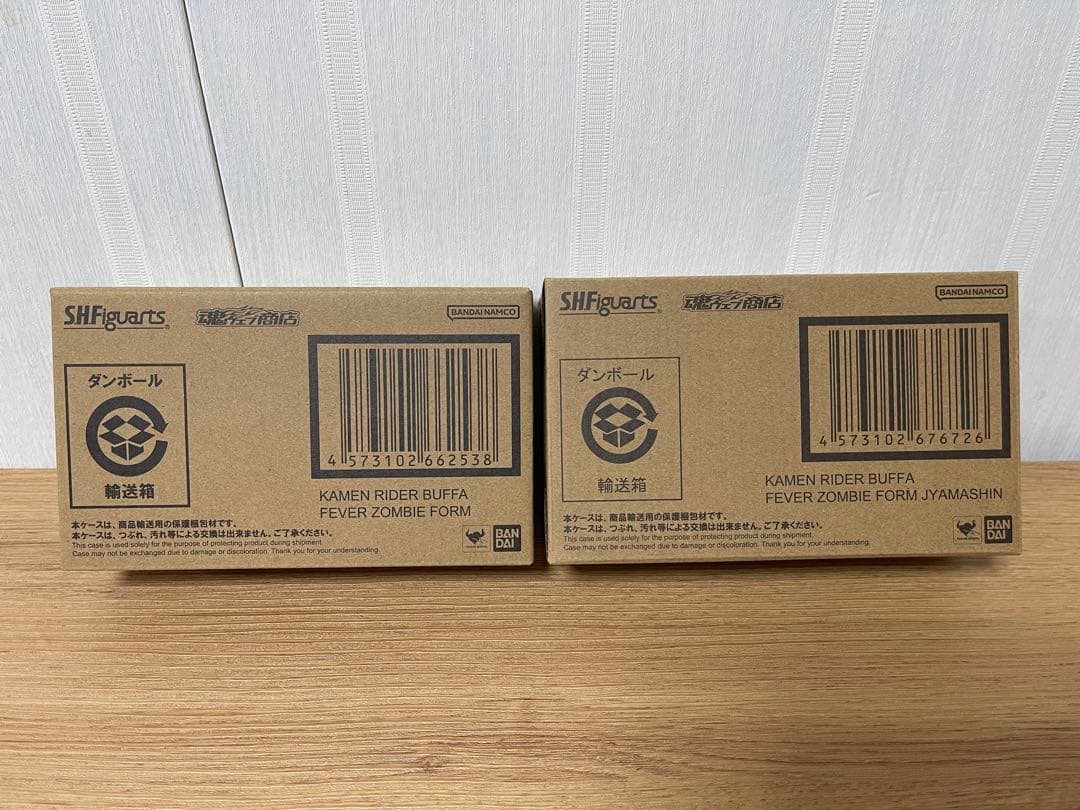 S.H.Figuarts®
魂ウェブ商店
BANDAI NAMCO
ダンボール
輸送箱
4 573102 662538
KAMEN RIDER BUFFA
FEVER ZOMBIE FORM
本ケースは、商品輸送用の保護梱包材です。
本ケースは、つぶれ、汚れ等による交換は出来ません。ご了承ください。
This case is used solely for the purpose of protecting product during shipment.
Case may not be exchanged due to damage or discoloration. Thank you for your understanding.
BAN
DAI
S.H.Figuarts®
魂ウェブ商店
BANDAI NAMCO
ダンボール
輸送箱
4 573102 676726
KAMEN RIDER BUFFA
FEVER ZOMBIE FORM JYAMASHIN
本ケースは、商品輸送用の保護梱包材です。
本ケースは、つぶれ、汚れ等による交換は出来ません。ご了承ください。
This case is used solely for the purpose of protecting product during shipment.
Case may not be exchanged due to damage or discoloration. Thank you for your understanding.
BAN
DAI